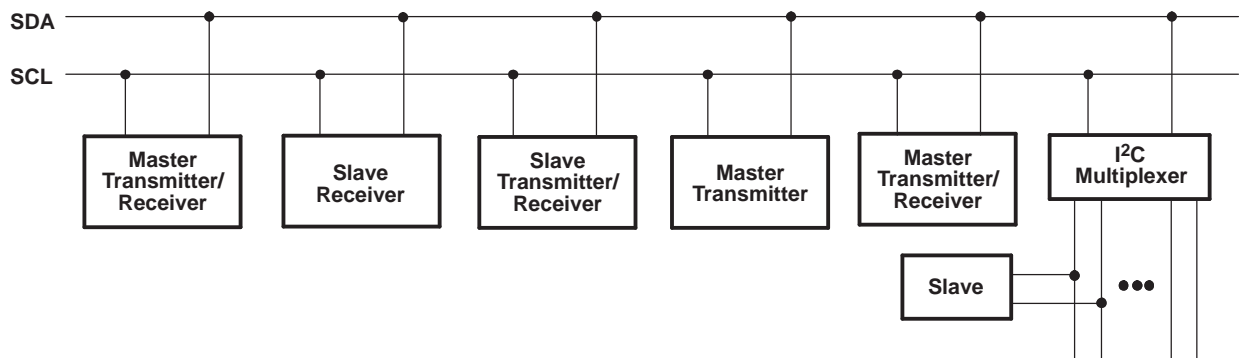 SDA
SCL
Master
Transmitter/
Receiver
Slave
Receiver
Slave
Transmitter/
Receiver
Master
Transmitter
Master
Transmitter/
Receiver
I²C
Multiplexer
Slave